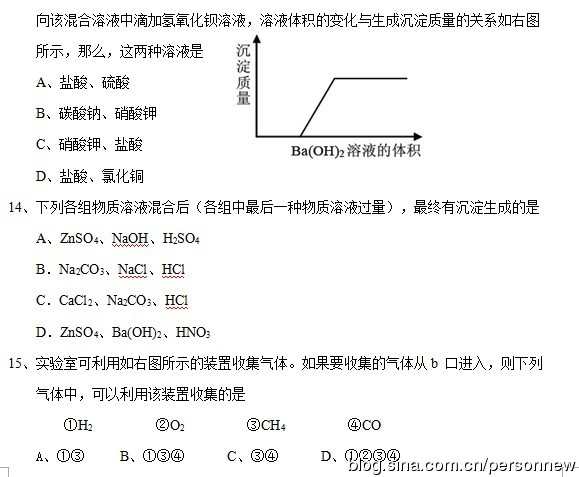 向该混合溶液中滴加氢氧化钡溶液，溶液体积的变化与生成沉淀质量的关系如右图
所示，那么，这两种溶液是
A、盐酸、硫酸
B、碳酸钠、硝酸钾
C、硝酸钾、盐酸
D、盐酸、氯化铜
沉淀质量
Ba(OH)₂溶液的体积
14、下列各组物质溶液混合后（各组中最后一种物质溶液过量），最终有沉淀生成的是
A、ZnSO₄、NaOH、H₂SO₄
B．Na₂CO₃、NaCl、HCl
C．CaCl₂、Na₂CO₃、HCl
D．ZnSO₄、Ba(OH)₂、HNO₃
15、实验室可利用如右图所示的装置收集气体。如果要收集的气体从 b 口进入，则下列
气体中，可以利用该装置收集的是
①H₂ ②O₂ ③CH₄ ④CO
A、①③ B、①③④ C、③④ D、①②③④
blog.sina.com.cn/personnew